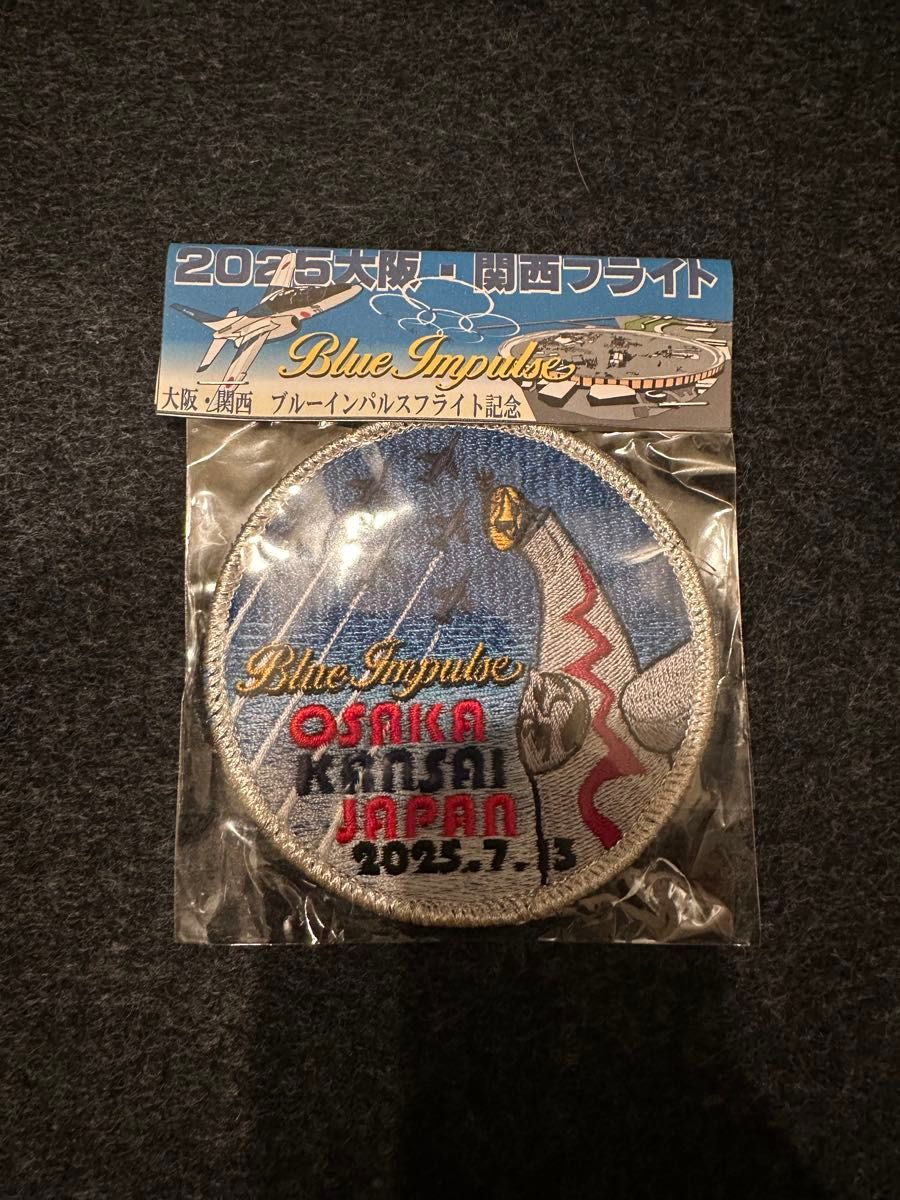 2025大阪・関西フライト
Blue Impulse
大阪・関西 ブルーインパルスフライト記念
Blue Impulse
OSAKA
KANSAI
JAPAN
2025.7.13